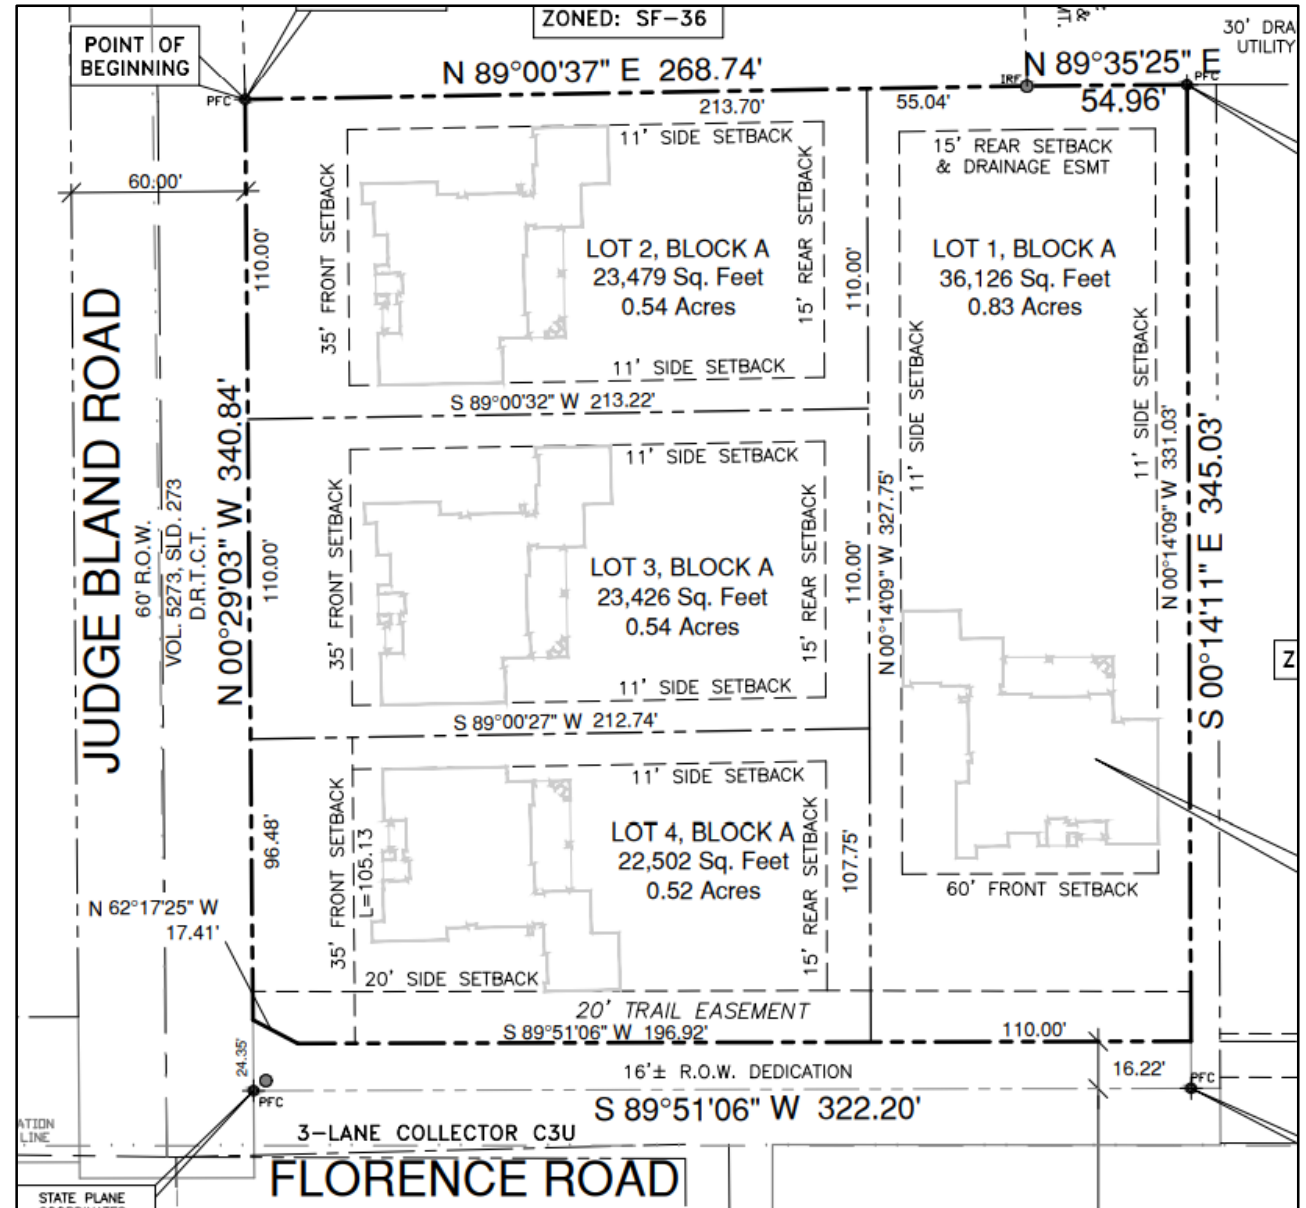 ZONED: SF-36
30' DRA
UTILITY
POINT OF
BEGINNING
PFC
N 89°00'37" E 268.74'
IRF
N 89°35'25" E
54.96'
PFC
213.70'
55.04'
60.00'
11' SIDE SETBACK
35' FRONT SETBACK
15' REAR SETBACK
LOT 2, BLOCK A
23,479 Sq. Feet
0.54 Acres
11' SIDE SETBACK
110.00'
110.00'
15' REAR SETBACK
& DRAINAGE ESMT
LOT 1, BLOCK A
36,126 Sq. Feet
0.83 Acres
11' SIDE SETBACK
11' SIDE SETBACK
S 89°00'32" W 213.22'
JUDGE BLAND ROAD
60' R.O.W.
VOL. 5273, SLD. 273
D.R.T.C.T.
N 00°29'03" W 340.84'
N 00°14'09" W 327.75'
N 00°14'09" W 331.03'
S 00°14'11" E 345.03'
11' SIDE SETBACK
35' FRONT SETBACK
15' REAR SETBACK
LOT 3, BLOCK A
23,426 Sq. Feet
0.54 Acres
11' SIDE SETBACK
110.00'
110.00'
Z
S 89°00'27" W 212.74'
11' SIDE SETBACK
35' FRONT SETBACK
L=105.13
15' REAR SETBACK
LOT 4, BLOCK A
22,502 Sq. Feet
0.52 Acres
96.48'
107.75'
60' FRONT SETBACK
N 62°17'25" W
17.41'
20' SIDE SETBACK
20' TRAIL EASEMENT
S 89°51'06" W 196.92'
110.00'
24.35'
16'± R.O.W. DEDICATION
16.22'
PFC
PFC
S 89°51'06" W 322.20'
ATION
LINE
3-LANE COLLECTOR C3U
FLORENCE ROAD
STATE PLANE